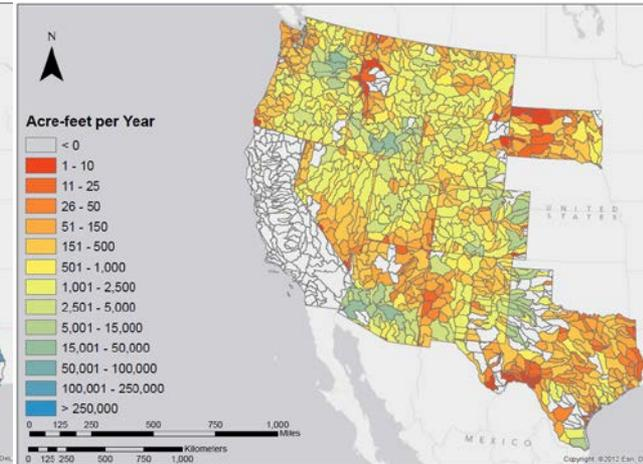 N
Acre-feet per Year
< 0
1 - 10
11 - 25
26 - 50
51 - 150
151 - 500
501 - 1,000
1,001 - 2,500
2,501 - 5,000
5,001 - 15,000
15,001 - 50,000
50,001 - 100,000
100,001 - 250,000
> 250,000
0 125 250 500 750 1,000
Miles
0 125 250 500 750 1,000
Kilometers
UNITED
STATES
MEXICO
Copyright: ©2012 Esri, D